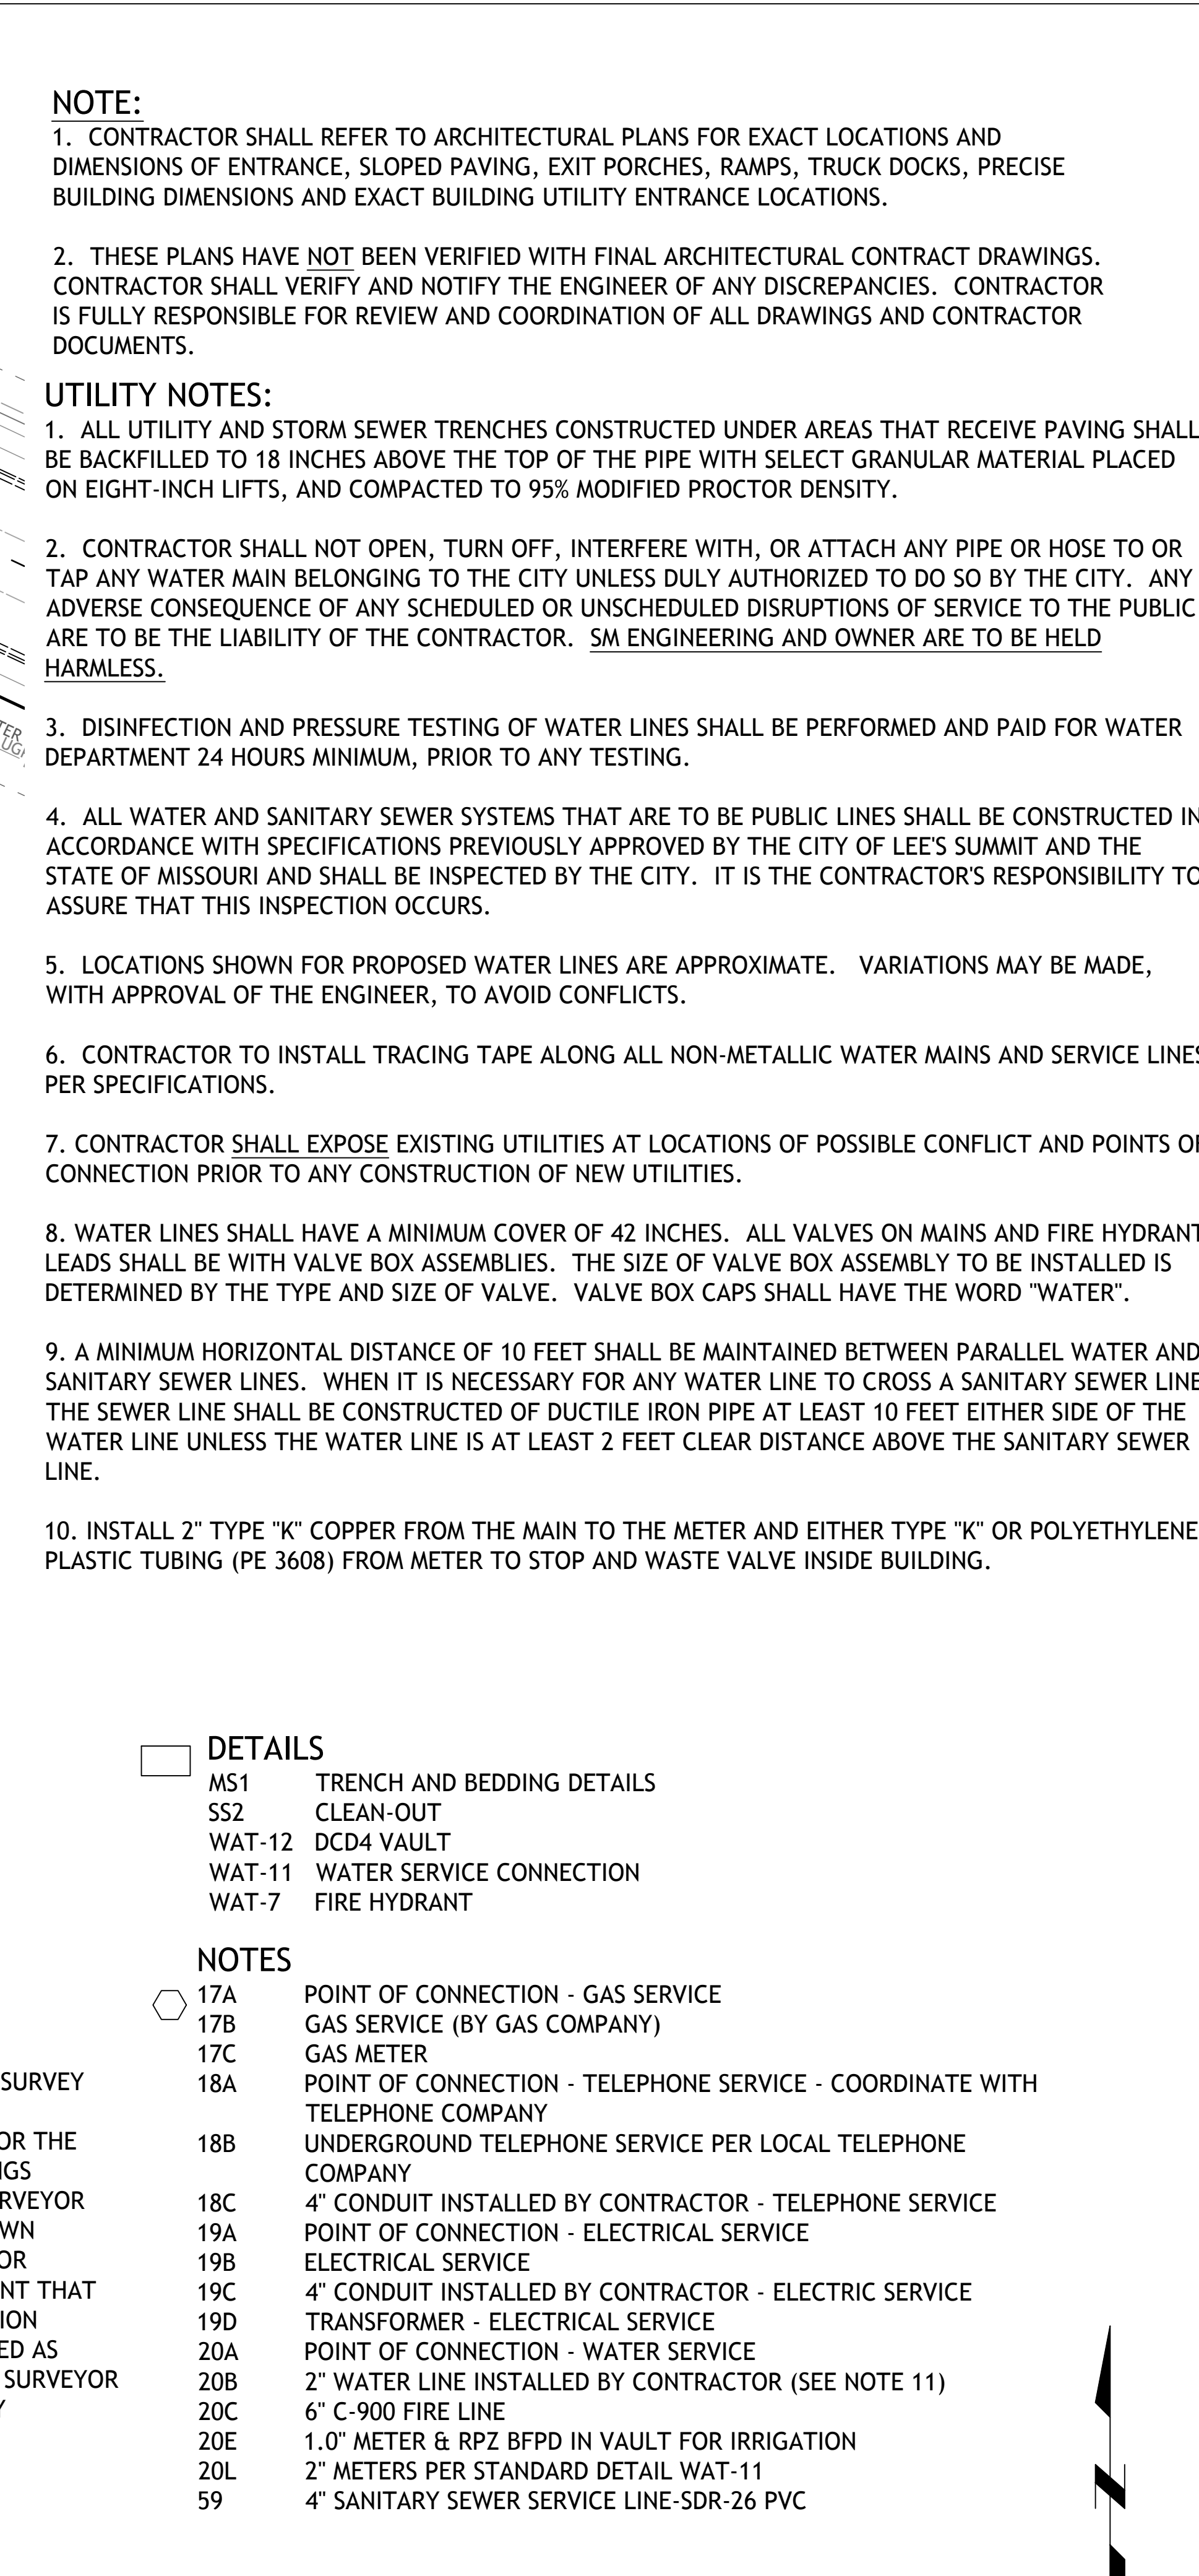 NOTE:
1. CONTRACTOR SHALL REFER TO ARCHITECTURAL PLANS FOR EXACT LOCATIONS AND
DIMENSIONS OF ENTRANCE, SLOPED PAVING, EXIT PORCHES, RAMPS, TRUCK DOCKS, PRECISE
BUILDING DIMENSIONS AND EXACT BUILDING UTILITY ENTRANCE LOCATIONS.
2. THESE PLANS HAVE NOT BEEN VERIFIED WITH FINAL ARCHITECTURAL CONTRACT DRAWINGS.
CONTRACTOR SHALL VERIFY AND NOTIFY THE ENGINEER OF ANY DISCREPANCIES. CONTRACTOR
IS FULLY RESPONSIBLE FOR REVIEW AND COORDINATION OF ALL DRAWINGS AND CONTRACTOR
DOCUMENTS.
UTILITY NOTES:
1. ALL UTILITY AND STORM SEWER TRENCHES CONSTRUCTED UNDER AREAS THAT RECEIVE PAVING SHALL
BE BACKFILLED TO 18 INCHES ABOVE THE TOP OF THE PIPE WITH SELECT GRANULAR MATERIAL PLACED
ON EIGHT-INCH LIFTS, AND COMPACTED TO 95% MODIFIED PROCTOR DENSITY.
2. CONTRACTOR SHALL NOT OPEN, TURN OFF, INTERFERE WITH, OR ATTACH ANY PIPE OR HOSE TO OR
TAP ANY WATER MAIN BELONGING TO THE CITY UNLESS DULY AUTHORIZED TO DO SO BY THE CITY. ANY
ADVERSE CONSEQUENCE OF ANY SCHEDULED OR UNSCHEDULED DISRUPTIONS OF SERVICE TO THE PUBLIC
ARE TO BE THE LIABILITY OF THE CONTRACTOR. SM ENGINEERING AND OWNER ARE TO BE HELD
HARMLESS.
3. DISINFECTION AND PRESSURE TESTING OF WATER LINES SHALL BE PERFORMED AND PAID FOR WATER
DEPARTMENT 24 HOURS MINIMUM, PRIOR TO ANY TESTING.
4. ALL WATER AND SANITARY SEWER SYSTEMS THAT ARE TO BE PUBLIC LINES SHALL BE CONSTRUCTED IN
ACCORDANCE WITH SPECIFICATIONS PREVIOUSLY APPROVED BY THE CITY OF LEE'S SUMMIT AND THE
STATE OF MISSOURI AND SHALL BE INSPECTED BY THE CITY. IT IS THE CONTRACTOR'S RESPONSIBILITY TO
ASSURE THAT THIS INSPECTION OCCURS.
5. LOCATIONS SHOWN FOR PROPOSED WATER LINES ARE APPROXIMATE. VARIATIONS MAY BE MADE,
WITH APPROVAL OF THE ENGINEER, TO AVOID CONFLICTS.
6. CONTRACTOR TO INSTALL TRACING TAPE ALONG ALL NON-METALLIC WATER MAINS AND SERVICE LINES
PER SPECIFICATIONS.
7. CONTRACTOR SHALL EXPOSE EXISTING UTILITIES AT LOCATIONS OF POSSIBLE CONFLICT AND POINTS OF
CONNECTION PRIOR TO ANY CONSTRUCTION OF NEW UTILITIES.
8. WATER LINES SHALL HAVE A MINIMUM COVER OF 42 INCHES. ALL VALVES ON MAINS AND FIRE HYDRANT
LEADS SHALL BE WITH VALVE BOX ASSEMBLIES. THE SIZE OF VALVE BOX ASSEMBLY TO BE INSTALLED IS
DETERMINED BY THE TYPE AND SIZE OF VALVE. VALVE BOX CAPS SHALL HAVE THE WORD "WATER".
9. A MINIMUM HORIZONTAL DISTANCE OF 10 FEET SHALL BE MAINTAINED BETWEEN PARALLEL WATER AND
SANITARY SEWER LINES. WHEN IT IS NECESSARY FOR ANY WATER LINE TO CROSS A SANITARY SEWER LINE
THE SEWER LINE SHALL BE CONSTRUCTED OF DUCTILE IRON PIPE AT LEAST 10 FEET EITHER SIDE OF THE
WATER LINE UNLESS THE WATER LINE IS AT LEAST 2 FEET CLEAR DISTANCE ABOVE THE SANITARY SEWER
LINE.
10. INSTALL 2" TYPE "K" COPPER FROM THE MAIN TO THE METER AND EITHER TYPE "K" OR POLYETHYLENE
PLASTIC TUBING (PE 3608) FROM METER TO STOP AND WASTE VALVE INSIDE BUILDING.
DETAILS
MS1 TRENCH AND BEDDING DETAILS
SS2 CLEAN-OUT
WAT-12 DCD4 VAULT
WAT-11 WATER SERVICE CONNECTION
WAT-7 FIRE HYDRANT
NOTES
17A POINT OF CONNECTION - GAS SERVICE
17B GAS SERVICE (BY GAS COMPANY)
17C GAS METER
18A POINT OF CONNECTION - TELEPHONE SERVICE - COORDINATE WITH
TELEPHONE COMPANY
18B UNDERGROUND TELEPHONE SERVICE PER LOCAL TELEPHONE
COMPANY
18C 4" CONDUIT INSTALLED BY CONTRACTOR - TELEPHONE SERVICE
19A POINT OF CONNECTION - ELECTRICAL SERVICE
19B ELECTRICAL SERVICE
19C 4" CONDUIT INSTALLED BY CONTRACTOR - ELECTRIC SERVICE
19D TRANSFORMER - ELECTRICAL SERVICE
20A POINT OF CONNECTION - WATER SERVICE
20B 2" WATER LINE INSTALLED BY CONTRACTOR (SEE NOTE 11)
20C 6" C-900 FIRE LINE
20E 1.0" METER & RPZ BFPD IN VAULT FOR IRRIGATION
20L 2" METERS PER STANDARD DETAIL WAT-11
59 4" SANITARY SEWER SERVICE LINE-SDR-26 PVC
SURVEY
OR THE
RVEYOR
OR
NT THAT
ED AS
SURVEYOR
N